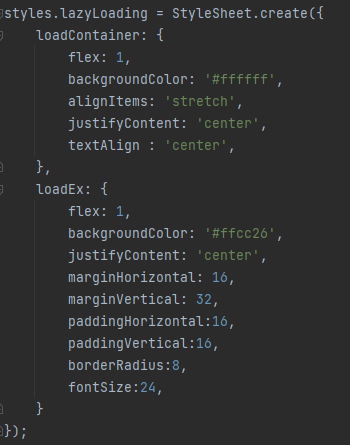 styles.lazyLoading = StyleSheet.create({
    loadContainer: {
        flex: 1,
        backgroundColor: '#ffffff',
        alignItems: 'stretch',
        justifyContent: 'center',
        textAlign : 'center',
    },
    loadEx: {
        flex: 1,
        backgroundColor: '#ffcc26',
        justifyContent: 'center',
        marginHorizontal: 16,
        marginVertical: 32,
        paddingHorizontal:16,
        paddingVertical:16,
        borderRadius:8,
        fontSize:24,
    }
});